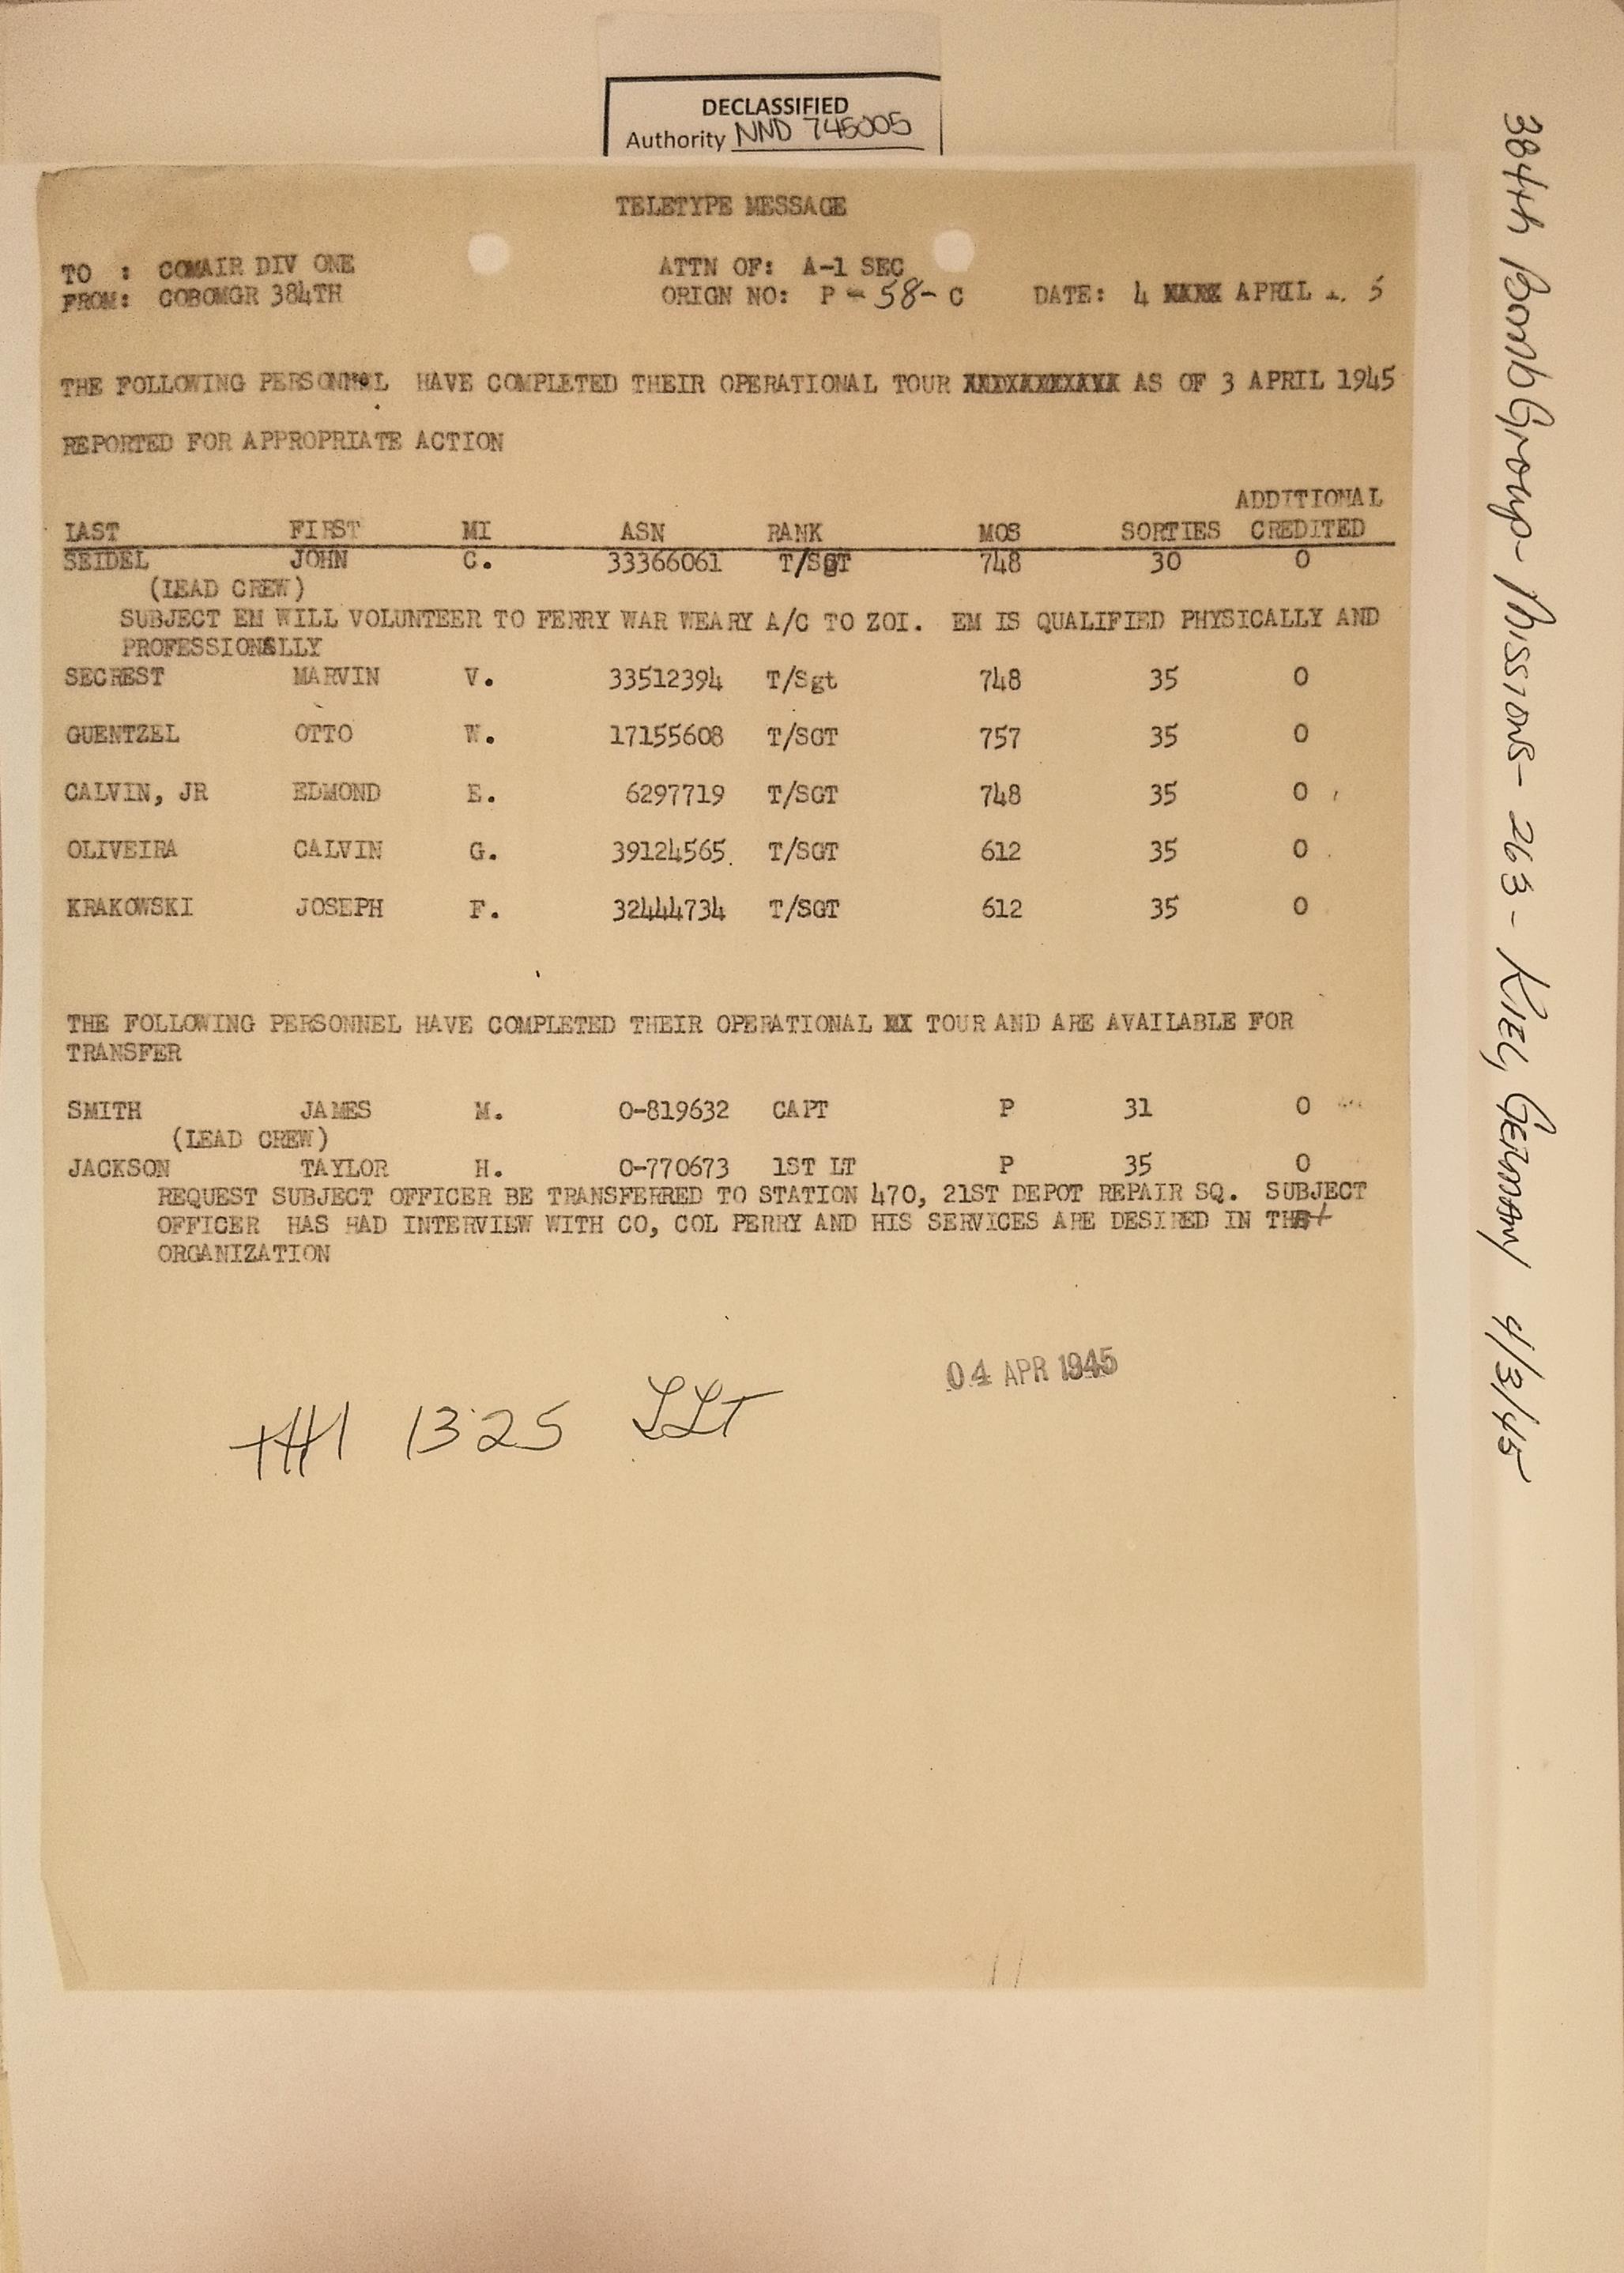 DECLASSIFIED
Authority NND 745005
TELETYPE MESSAGE
TO : COMAIR DIV ONE ATTN OF: A-1 SEC
FROM: COBOMGR 384TH ORIGN NO: P - 58 - C DATE: 4 APRIL 5
THE FOLLOWING PERSONNEL HAVE COMPLETED THEIR OPERATIONAL TOUR AS OF 3 APRIL 1945
REPORTED FOR APPROPRIATE ACTION
ADDITIONAL
LAST FIRST MI ASN RANK MOS SORTIES CREDITED
SEIDEL JOHN C. 33366061 T/SGT 748 30 0
(LEAD CREW)
SUBJECT EM WILL VOLUNTEER TO FERRY WAR WEARY A/C TO ZOI. EM IS QUALIFIED PHYSICALLY AND
PROFESSIONALLY
SECREST MARVIN V. 33512394 T/Sgt 748 35 0
GUENTZEL OTTO W. 17155608 T/SGT 757 35 0
CALVIN, JR EDMOND E. 6297719 T/SGT 748 35 0
OLIVEIRA CALVIN G. 39124565 T/SGT 612 35 0
KRAKOWSKI JOSEPH F. 32444734 T/SGT 612 35 0
THE FOLLOWING PERSONNEL HAVE COMPLETED THEIR OPERATIONAL TOUR AND ARE AVAILABLE FOR
TRANSFER
SMITH JAMES M. O-819632 CAPT P 31 0
(LEAD CREW)
JACKSON TAYLOR H. O-770673 1ST LT P 35 0
REQUEST SUBJECT OFFICER BE TRANSFERRED TO STATION 470, 21ST DEPOT REPAIR SQ. SUBJECT
OFFICER HAS HAD INTERVIEW WITH CO, COL PERRY AND HIS SERVICES ARE DESIRED IN THAT
ORGANIZATION
04 APR 1945
1325 LLT
384th Bomb Group- Missions- 263- KIEL, GERMANY 4/3/45